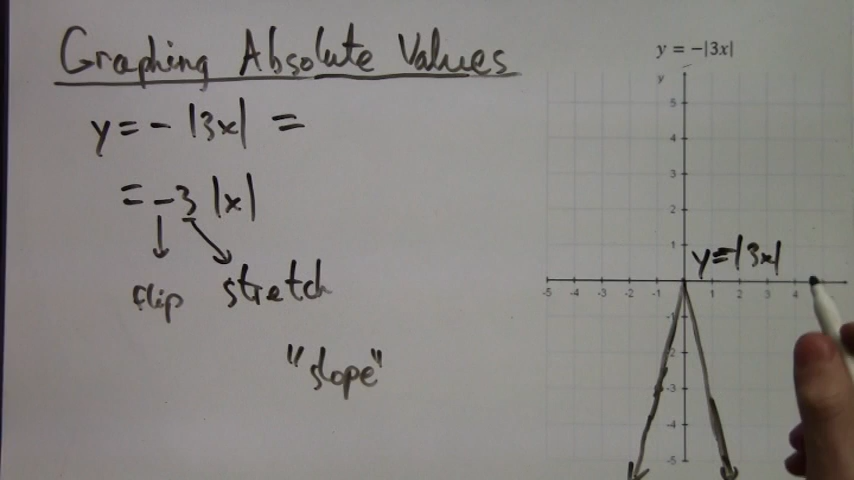 Graphing Absolute Values
y = - |3x| =
= -3 |x|
flip stretch
"slope"
y = −|3x|
y
5
4
3
2
1
y=-|3x|
-5 -4 -3 -2 -1 1 2 3 4
-1
-2
-3
-4
-5